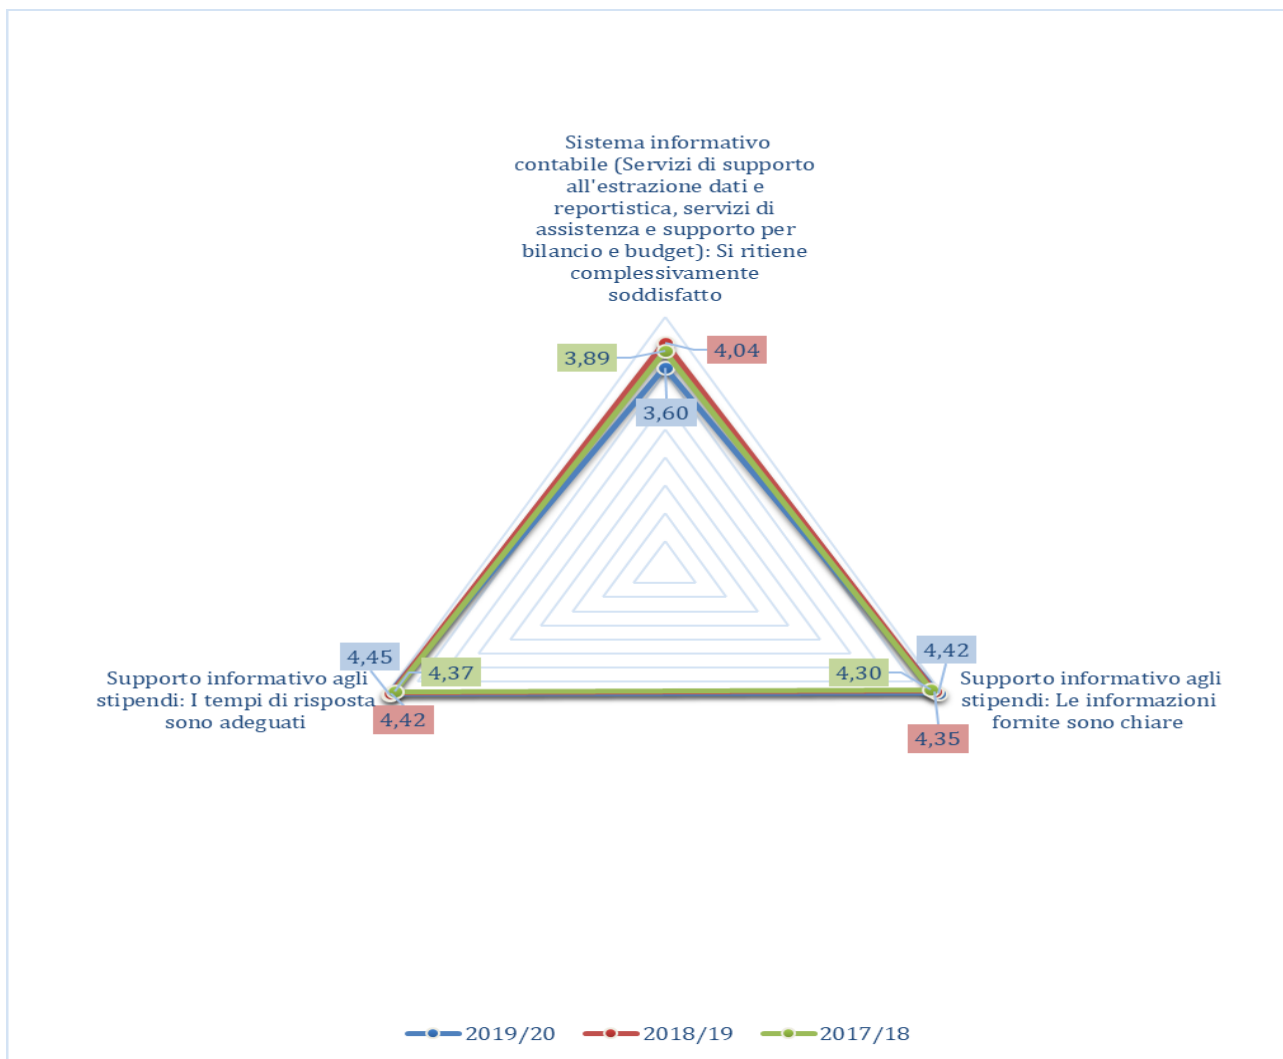 Sistema informativo
contabile (Servizi di supporto
all'estrazione dati e
reportistica, servizi di
assistenza e supporto per
bilancio e budget): Si ritiene
complessivamente
soddisfatto
3,89
4,04
3,60
4,45
4,37
4,42
Supporto informativo agli
stipendi: I tempi di risposta
sono adeguati
4,30
4,42
4,35
Supporto informativo agli
stipendi: Le informazioni
fornite sono chiare
2019/20
2018/19
2017/18